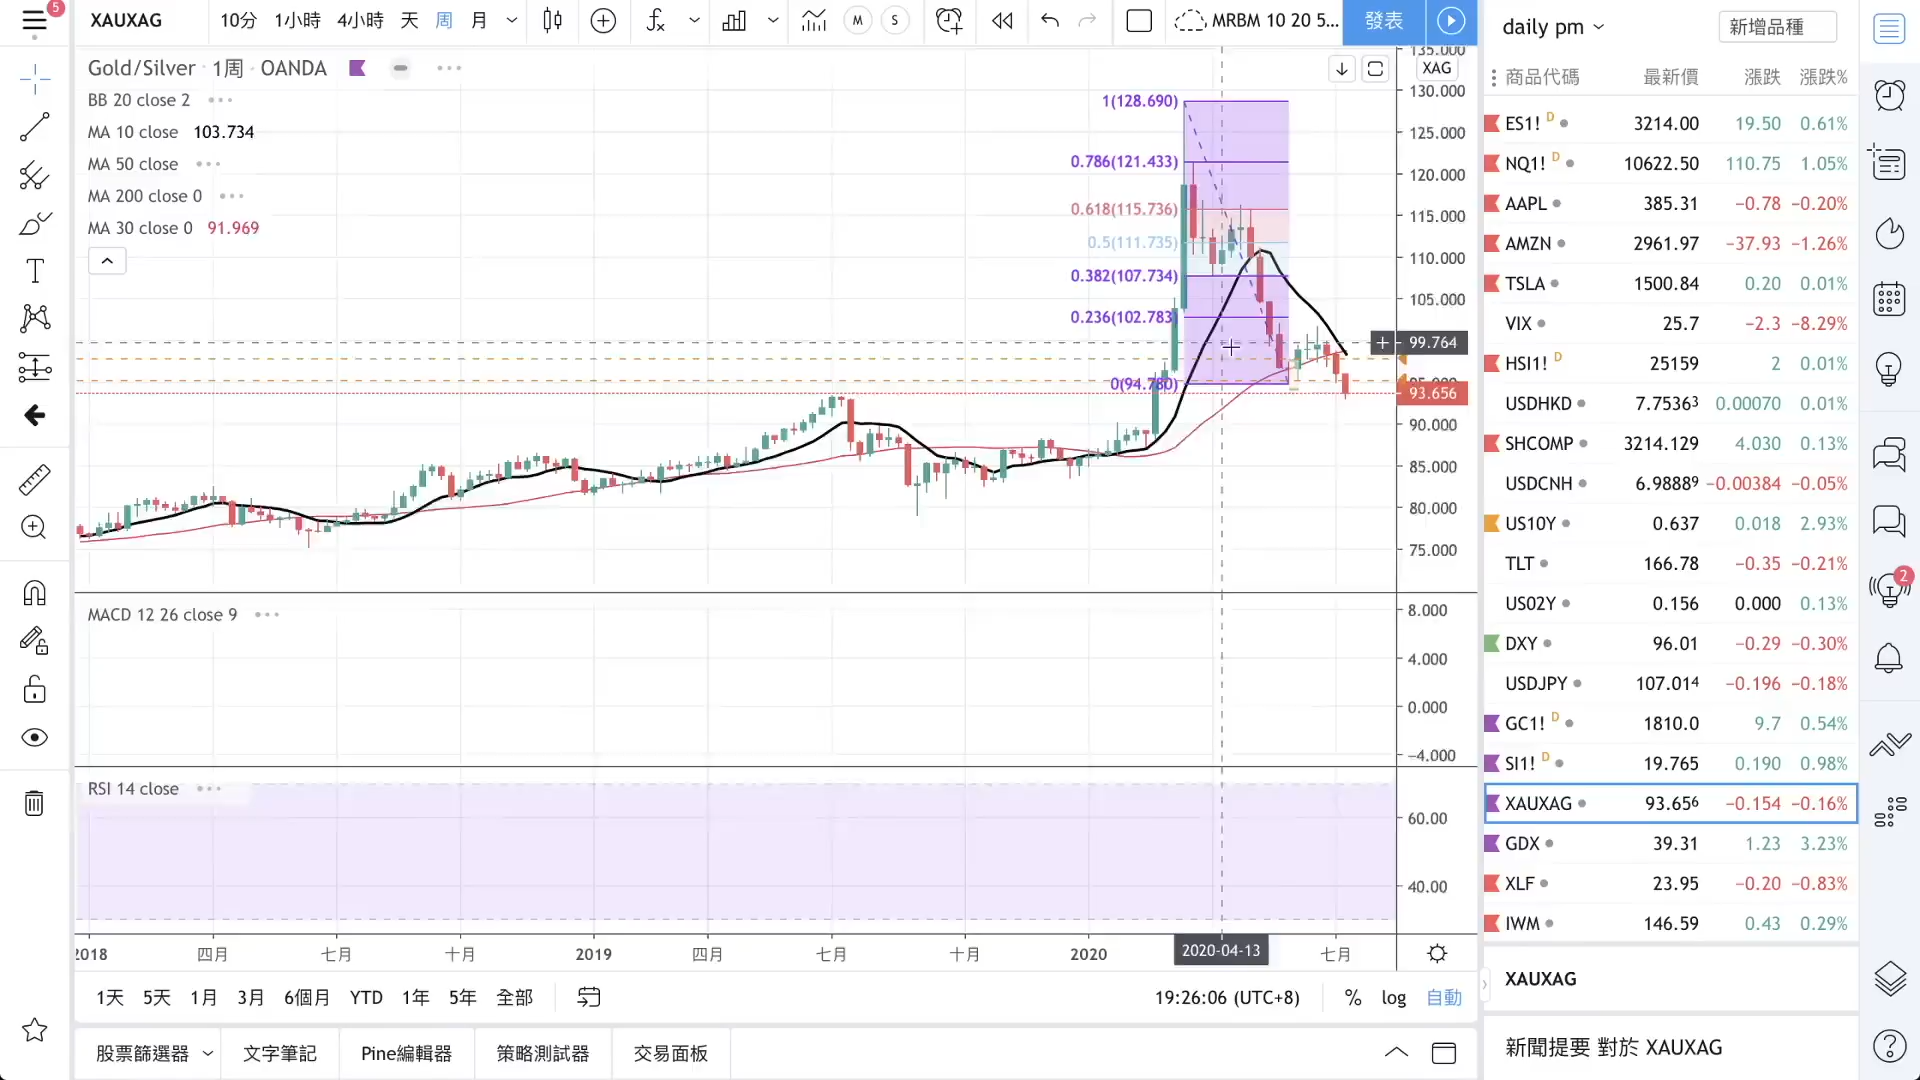 5
XAUXAG
10分 1小時 4小時 天 周 月
M
S
MRBM 10 20 5...
發表
Gold/Silver · 1周 · OANDA
BB 20 close 2
MA 10 close 103.734
MA 50 close
MA 200 close 0
MA 30 close 0 91.969
1(128.690)
0.786(121.433)
0.618(115.736)
0.5(111.735)
0.382(107.734)
0.236(102.783)
0(94.780)
135.000
XAG
130.000
125.000
120.000
115.000
110.000
105.000
99.764
93.656
90.000
85.000
80.000
75.000
MACD 12 26 close 9
8.000
4.000
0.000
−4.000
RSI 14 close
60.00
40.00
2018 四月 七月 十月 2019 四月 七月 十月 2020 2020-04-13 七月
1天 5天 1月 3月 6個月 YTD 1年 5年 全部
19:26:06 (UTC+8) % log 自動
股票篩選器 文字筆記 Pine編輯器 策略測試器 交易面板
daily pm
新增品種
商品代碼 最新價 漲跌 漲跌%
ES1! D 3214.00 19.50 0.61%
NQ1! D 10622.50 110.75 1.05%
AAPL 385.31 −0.78 −0.20%
AMZN 2961.97 −37.93 −1.26%
TSLA 1500.84 0.20 0.01%
VIX 25.7 −2.3 −8.29%
HSI1! D 25159 2 0.01%
USDHKD 7.75363 0.00070 0.01%
SHCOMP 3214.129 4.030 0.13%
USDCNH 6.98889 −0.00384 −0.05%
US10Y 0.637 0.018 2.93%
TLT 166.78 −0.35 −0.21%
US02Y 0.156 0.000 0.13%
DXY 96.01 −0.29 −0.30%
USDJPY 107.014 −0.196 −0.18%
GC1! D 1810.0 9.7 0.54%
SI1! D 19.765 0.190 0.98%
XAUXAG 93.656 −0.154 −0.16%
GDX 39.31 1.23 3.23%
XLF 23.95 −0.20 −0.83%
IWM 146.59 0.43 0.29%
XAUXAG
新聞提要 對於 XAUXAG
2